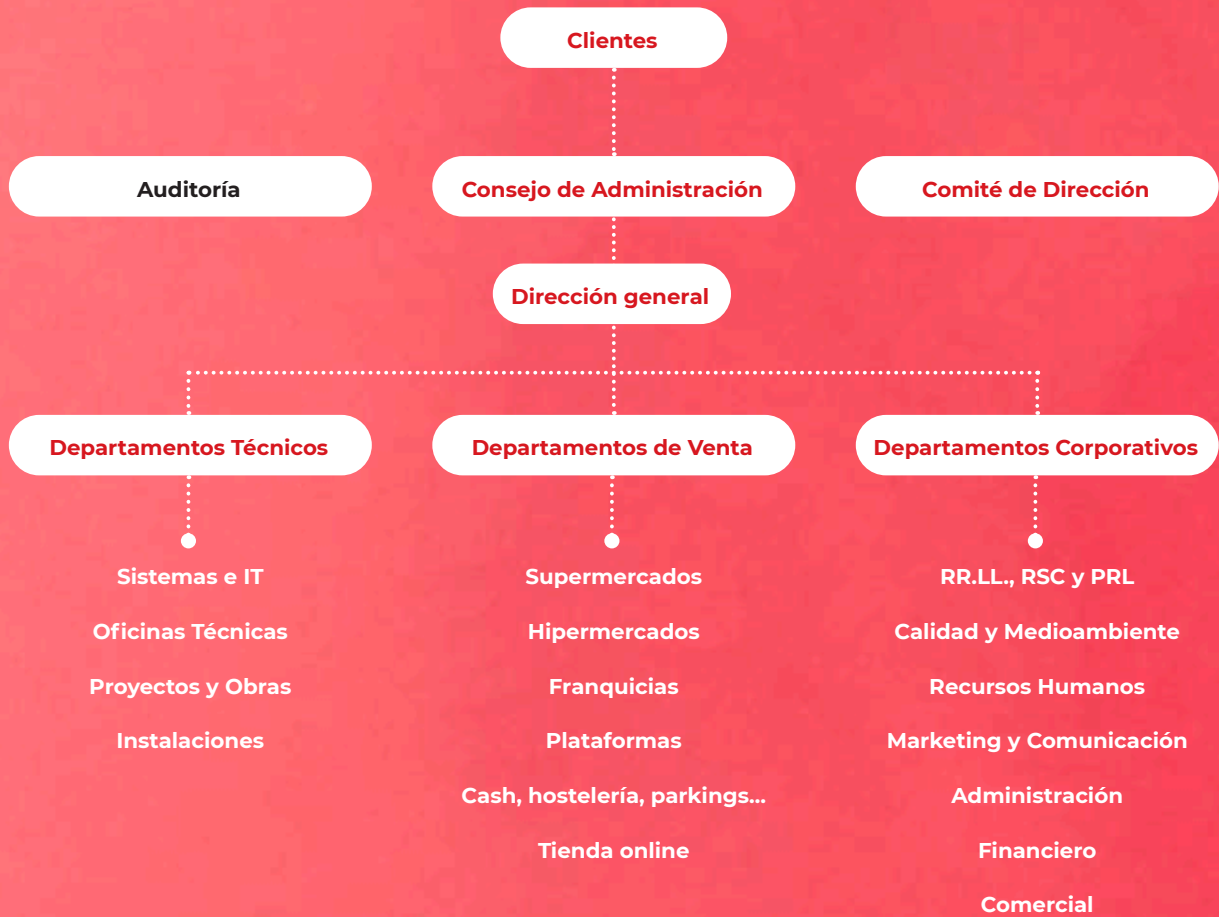 Clientes
Auditoría
Consejo de Administración
Comité de Dirección
Dirección general
Departamentos Técnicos
Departamentos de Venta
Departamentos Corporativos
Sistemas e IT
Oficinas Técnicas
Proyectos y Obras
Instalaciones
Supermercados
Hipermercados
Franquicias
Plataformas
Cash, hostelería, parkings...
Tienda online
RR.LL., RSC y PRL
Calidad y Medioambiente
Recursos Humanos
Marketing y Comunicación
Administración
Financiero
Comercial